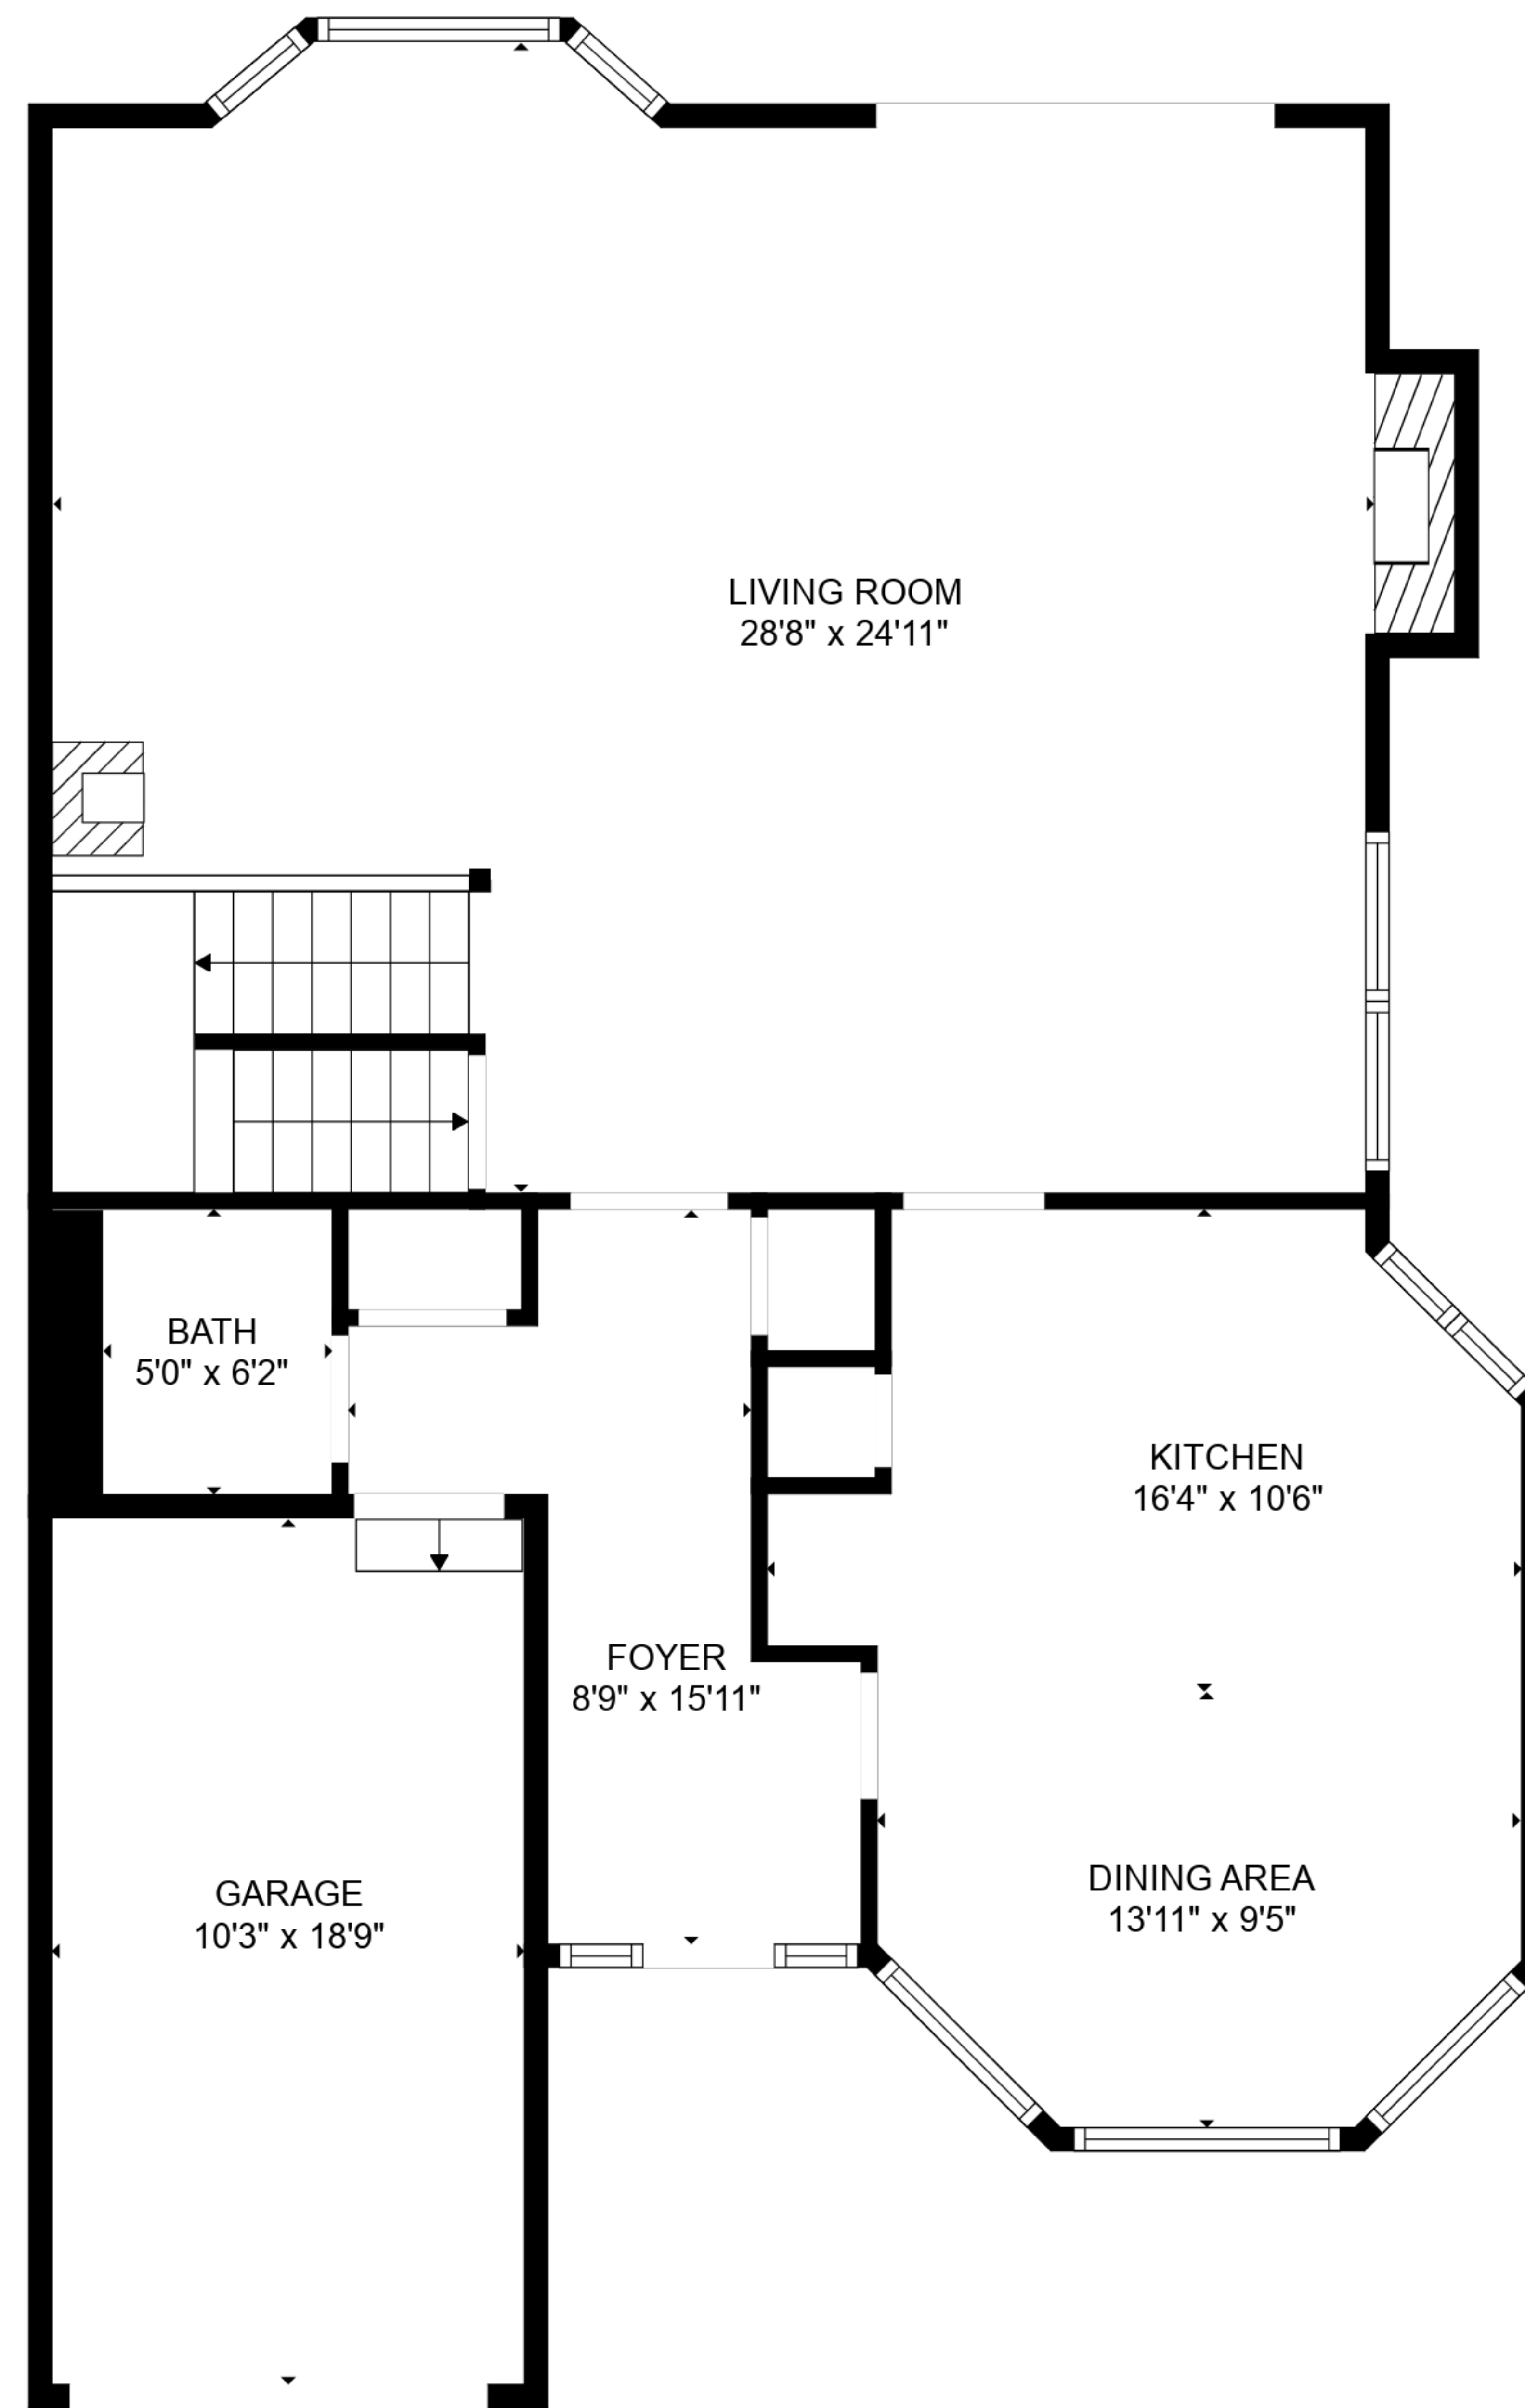 LIVING ROOM
28'8" x 24'11"
BATH
5'0" x 6'2"
KITCHEN
16'4" x 10'6"
FOYER
8'9" x 15'11"
DINING AREA
13'11" x 9'5"
GARAGE
10'3" x 18'9"